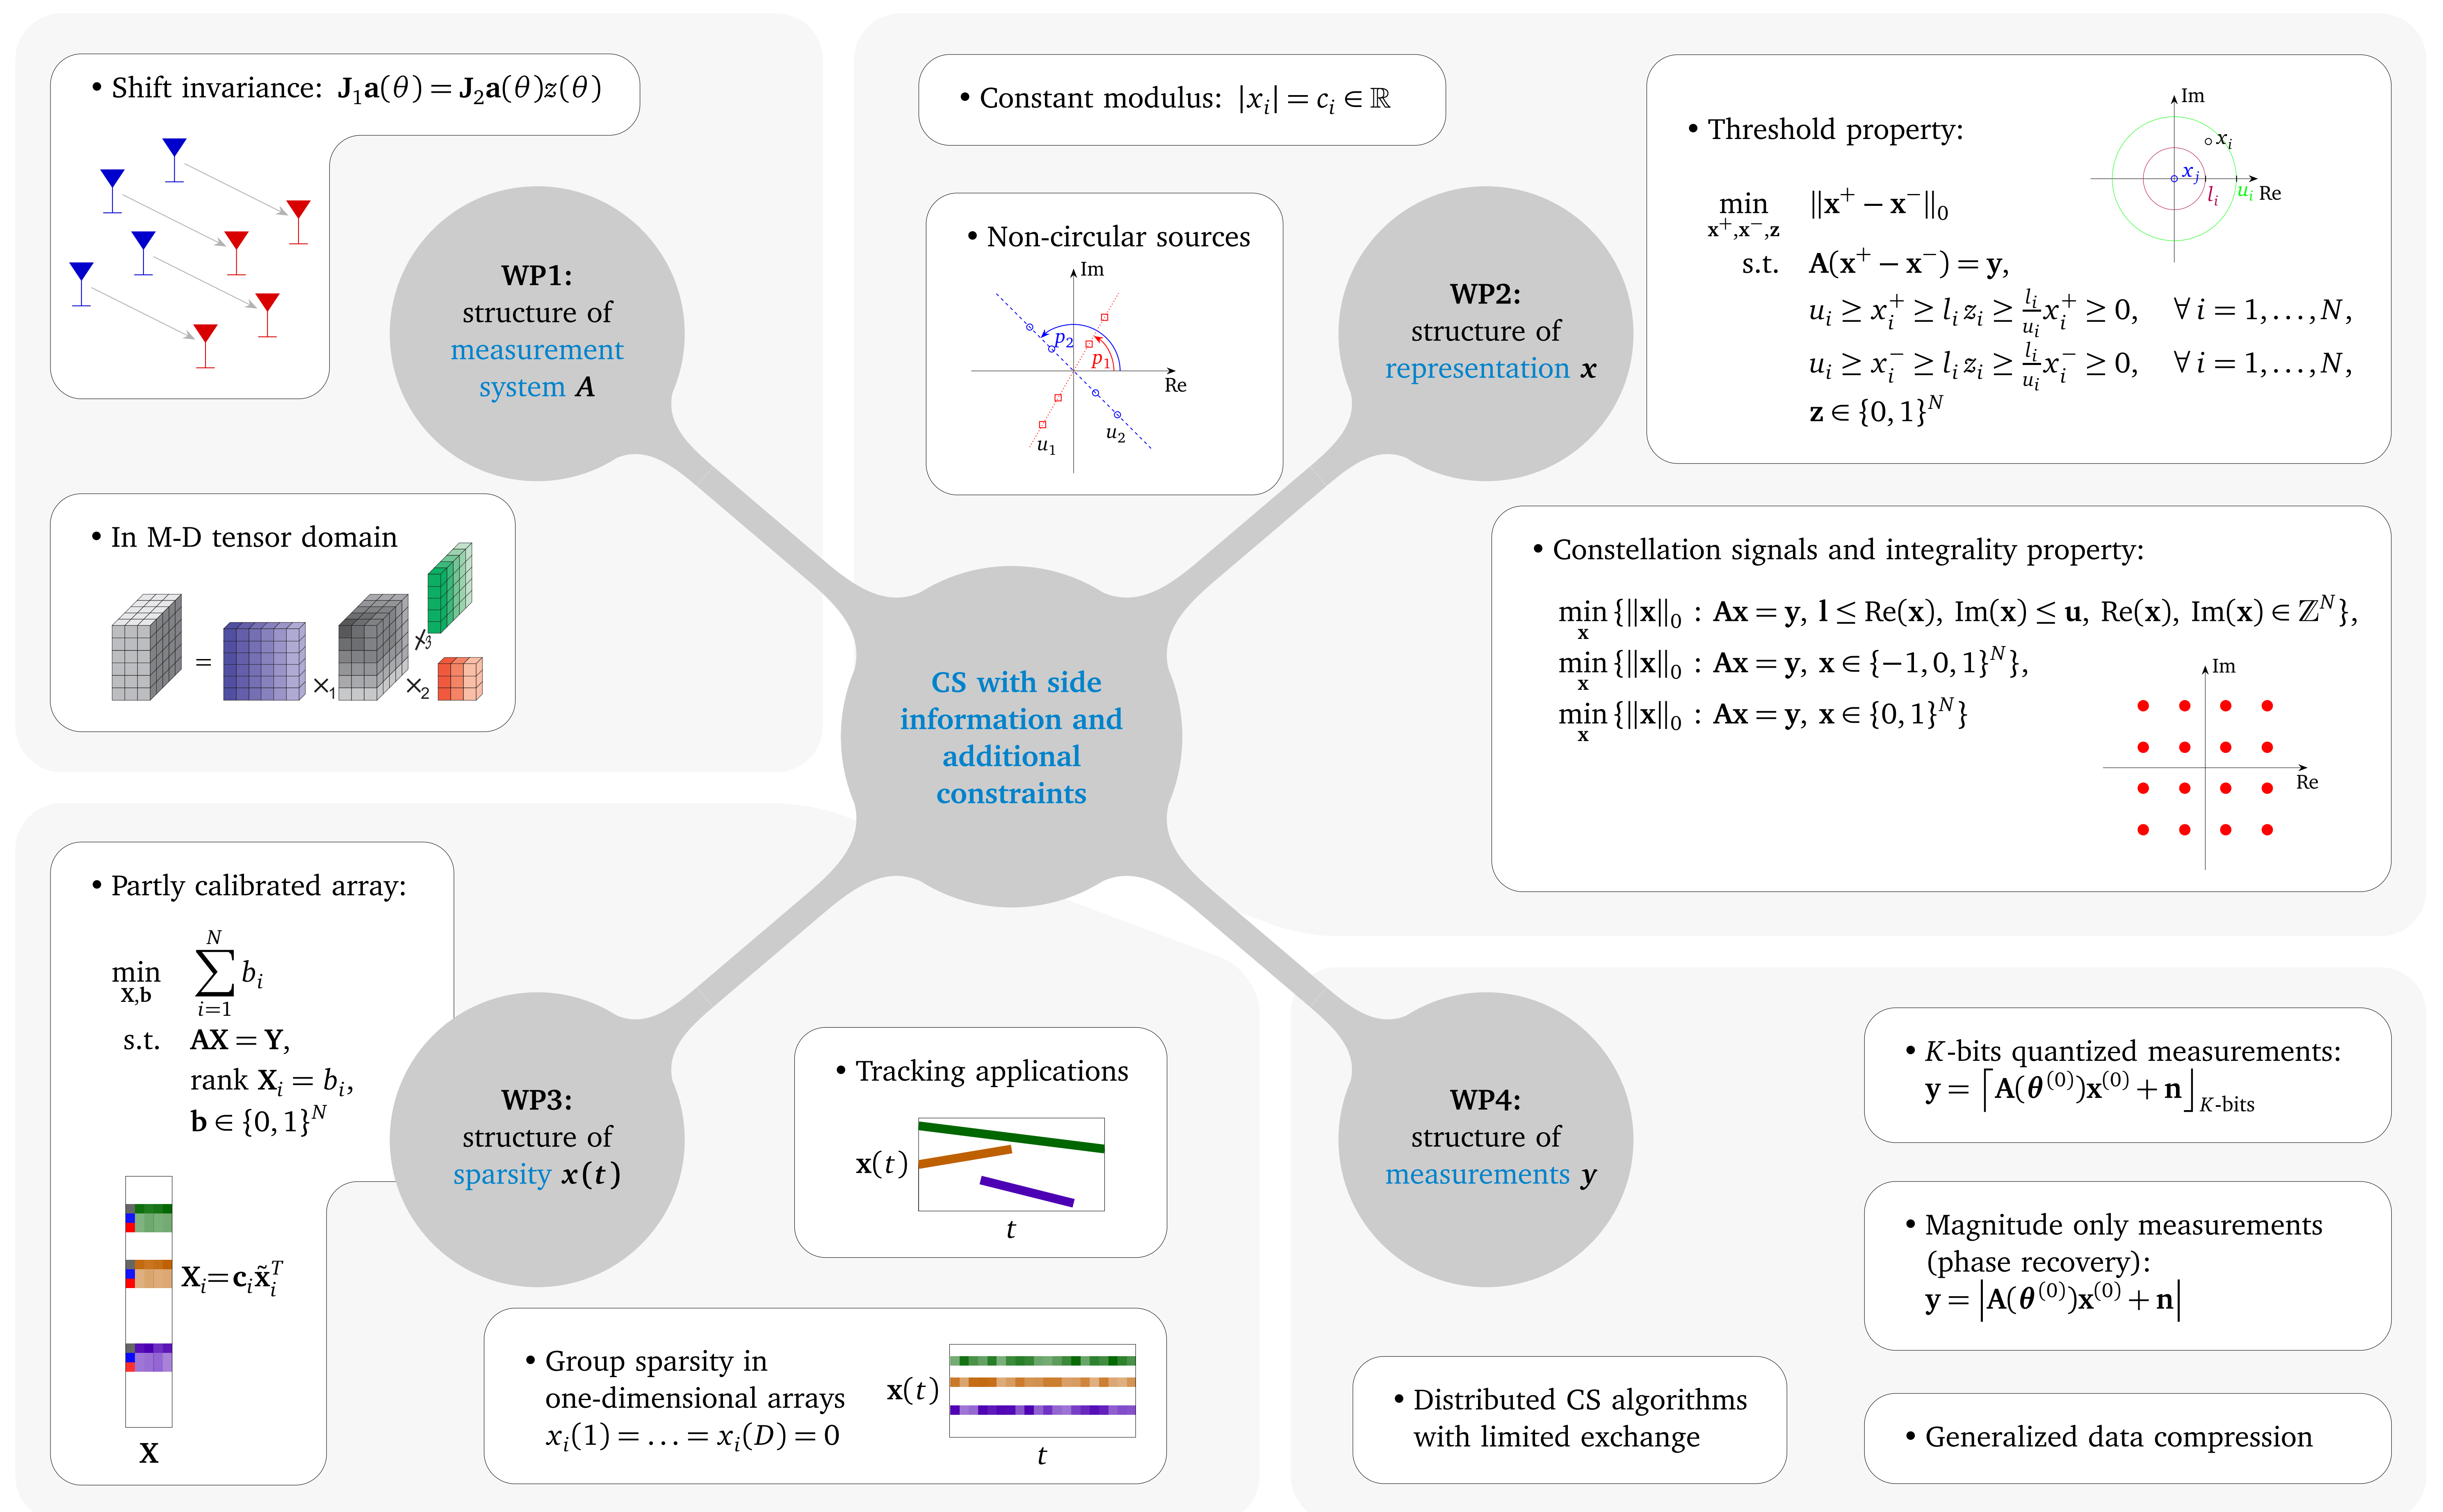 • Shift invariance: J₁a(θ) = J₂a(θ)z(θ)
WP1:
structure of
measurement
system A
• In M-D tensor domain
= ×₁ ×₂ ×₃
• Constant modulus: |xᵢ| = cᵢ ∈ ℝ
• Non-circular sources
Im
p₂
p₁
Re
u₁
u₂
WP2:
structure of
representation x
• Threshold property:
Im
xᵢ
xⱼ
lᵢ
uᵢ
Re
min ‖x⁺ − x⁻‖₀
x⁺,x⁻,z
s.t. A(x⁺ − x⁻) = y,
uᵢ ≥ xᵢ⁺ ≥ lᵢ zᵢ ≥ lᵢ/uᵢ xᵢ⁺ ≥ 0, ∀ i = 1,…,N,
uᵢ ≥ xᵢ⁻ ≥ lᵢ zᵢ ≥ lᵢ/uᵢ xᵢ⁻ ≥ 0, ∀ i = 1,…,N,
z ∈ {0,1}ᴺ
• Constellation signals and integrality property:
min {‖x‖₀ : Ax = y, l ≤ Re(x), Im(x) ≤ u, Re(x), Im(x) ∈ ℤᴺ},
x
min {‖x‖₀ : Ax = y, x ∈ {−1,0,1}ᴺ},
x
min {‖x‖₀ : Ax = y, x ∈ {0,1}ᴺ}
x
Im
Re
CS with side
information and
additional
constraints
• Partly calibrated array:
min ∑ᵢ₌₁ᴺ bᵢ
X,b
s.t. AX = Y,
rank Xᵢ = bᵢ,
b ∈ {0,1}ᴺ
Xᵢ=cᵢx̃ᵢᵀ
X
WP3:
structure of
sparsity x(t)
• Tracking applications
x(t)
t
• Group sparsity in
one-dimensional arrays
xᵢ(1) = … = xᵢ(D) = 0
x(t)
t
WP4:
structure of
measurements y
• K-bits quantized measurements:
y = ⌈A(θ⁽⁰⁾)x⁽⁰⁾ + n⌋K-bits
• Magnitude only measurements
(phase recovery):
y = |A(θ⁽⁰⁾)x⁽⁰⁾ + n|
• Distributed CS algorithms
with limited exchange
• Generalized data compression